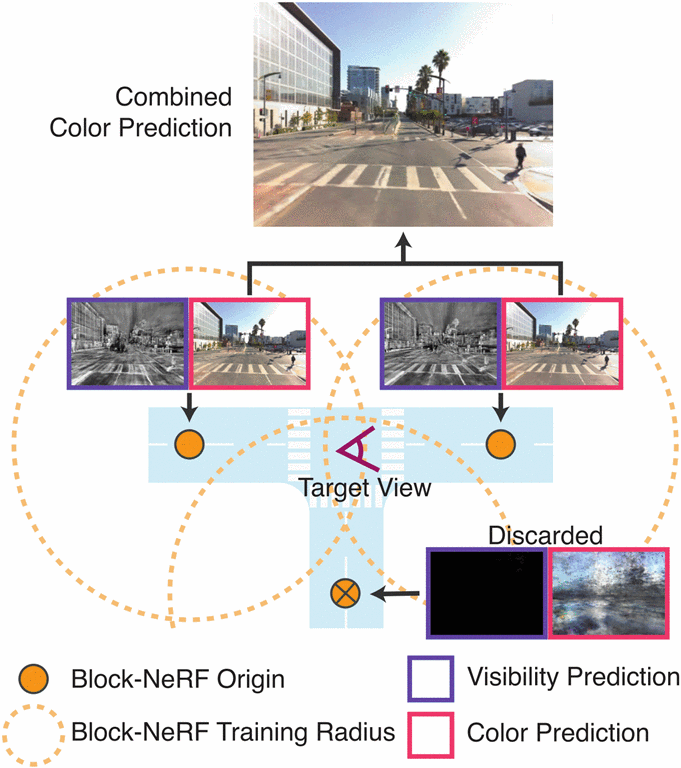 Combined
Color Prediction
Target View
Discarded
Block-NeRF Origin
Visibility Prediction
Block-NeRF Training Radius
Color Prediction